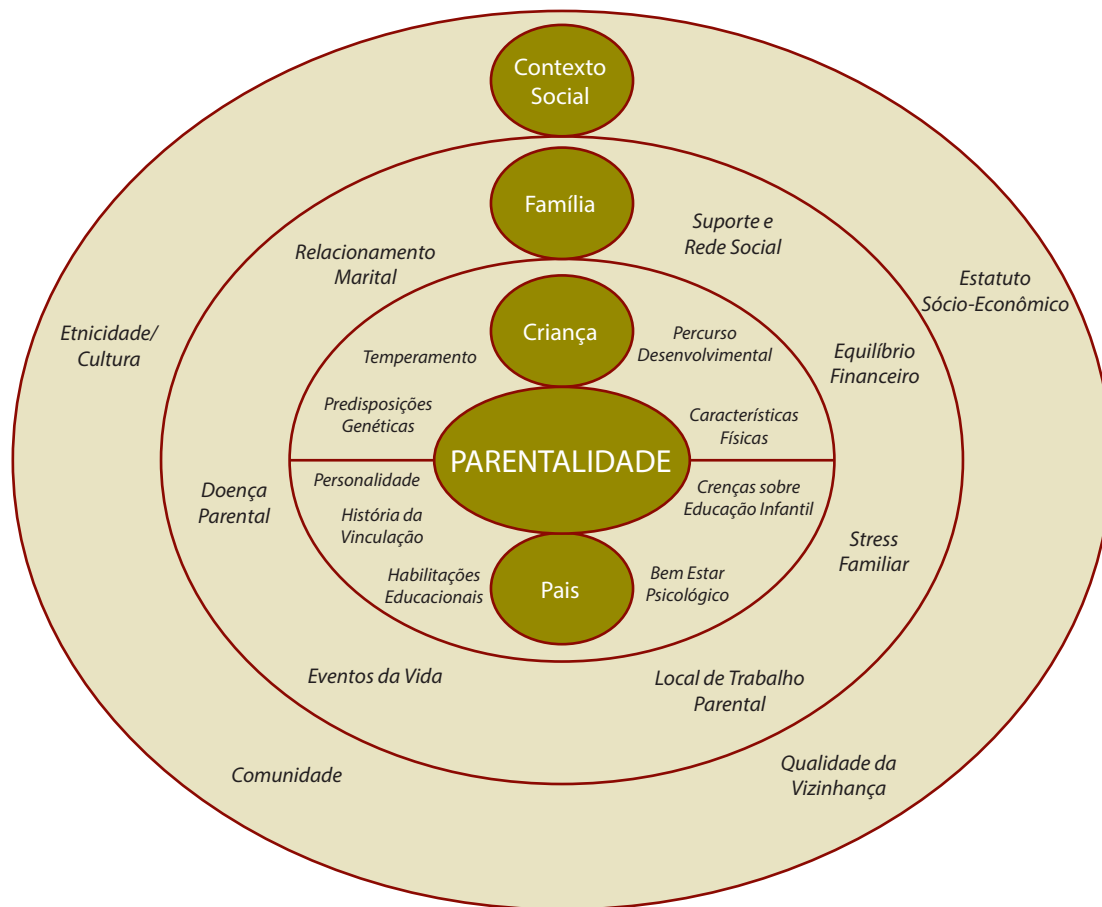 Contexto
Social
Família
Suporte e
Rede Social
Relacionamento
Marital
Estatuto
Sócio-Econômico
Etnicidade/
Cultura
Criança
Percurso
Desenvolvimental
Temperamento
Equilíbrio
Financeiro
Predisposições
Genéticas
Características
Físicas
PARENTALIDADE
Personalidade
Crenças sobre
Educação Infantil
Doença
Parental
História da
Vinculação
Stress
Familiar
Habilitações
Educacionais
Pais
Bem Estar
Psicológico
Eventos da Vida
Local de Trabalho
Parental
Comunidade
Qualidade da
Vizinhança